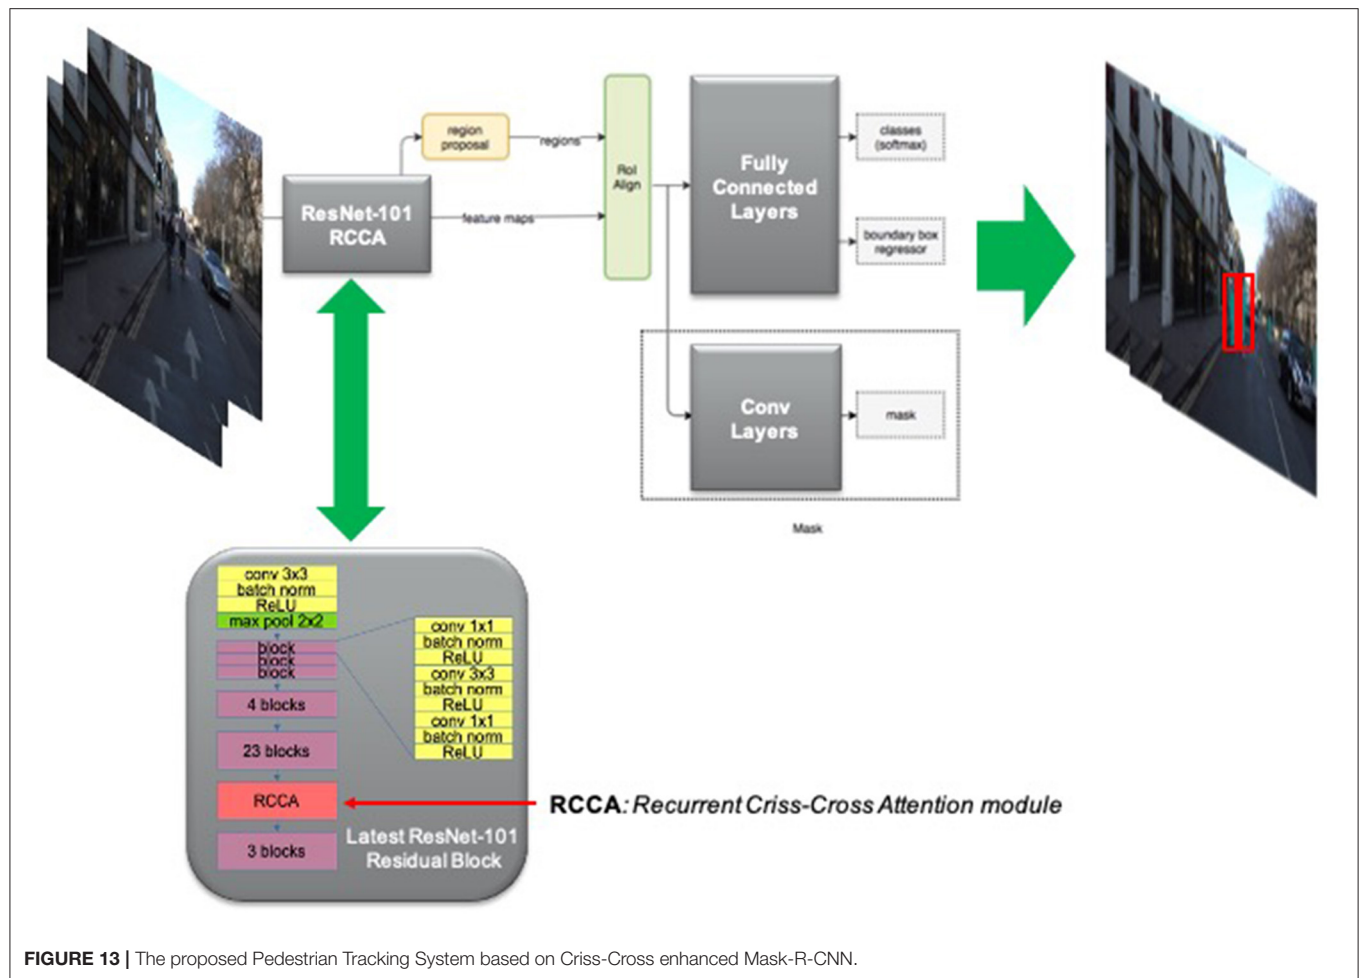 region
proposal
regions
ResNet-101
RCCA
feature maps
RoI
Align
Fully
Connected
Layers
classes
(softmax)
boundary box
regressor
Conv
Layers
mask
Mask
conv 3x3
batch norm
ReLU
max pool 2x2
block
block
block
4 blocks
23 blocks
RCCA
3 blocks
conv 1x1
batch norm
ReLU
conv 3x3
batch norm
ReLU
conv 1x1
batch norm
ReLU
Latest ResNet-101
Residual Block
RCCA: Recurrent Criss-Cross Attention module
FIGURE 13 | The proposed Pedestrian Tracking System based on Criss-Cross enhanced Mask-R-CNN.